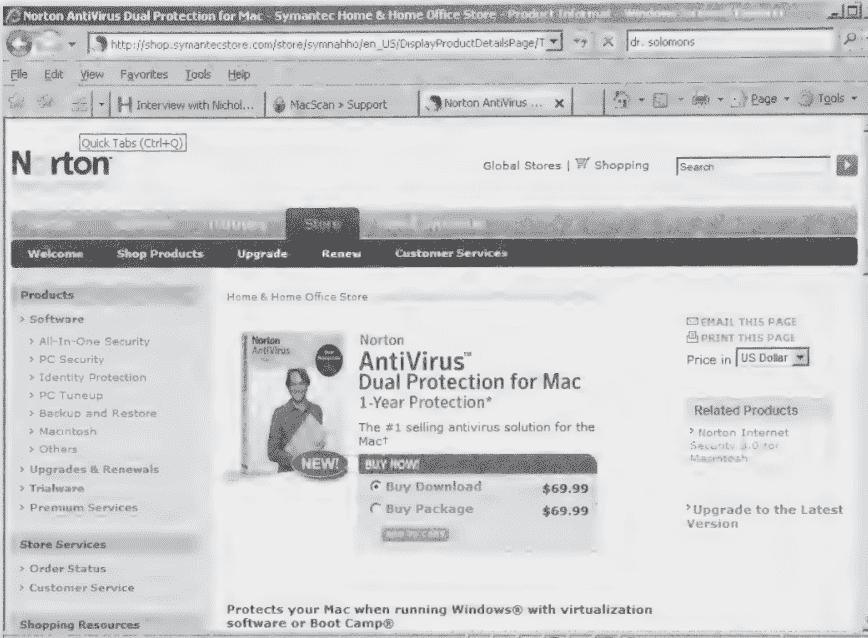 Norton AntiVirus Dual Protection for Mac - Symantec Home & Home Office Store - Product
http://shop.symantecstore.com/store/symnahho/en_US/DisplayProductDetailsPage/T
dr. solomons
File Edit View Favorites Tools Help
Interview with Nichol...
MacScan > Support
Norton AntiVirus ...
Page
Tools
Quick Tabs (Ctrl+Q)
Norton
Global Stores | Shopping
Search
Store
Welcome Shop Products Upgrade Renew Customer Services
Products
> Software
> All-In-One Security
> PC Security
> Identity Protection
> PC Tuneup
> Backup and Restore
> Macintosh
> Others
> Upgrades & Renewals
> Trialware
> Premium Services
Store Services
> Order Status
> Customer Service
Shopping Resources
Home & Home Office Store
Norton
AntiVirus
NEW!
Norton
AntiVirus™
Dual Protection for Mac
1-Year Protection*
The #1 selling antivirus solution for the
Mac†
BUY NOW!
Buy Download $69.99
Buy Package $69.99
Protects your Mac when running Windows® with virtualization
software or Boot Camp®
EMAIL THIS PAGE
PRINT THIS PAGE
Price in US Dollar
Related Products
> Norton Internet
Security 3.0 for
Macintosh
> Upgrade to the Latest
Version